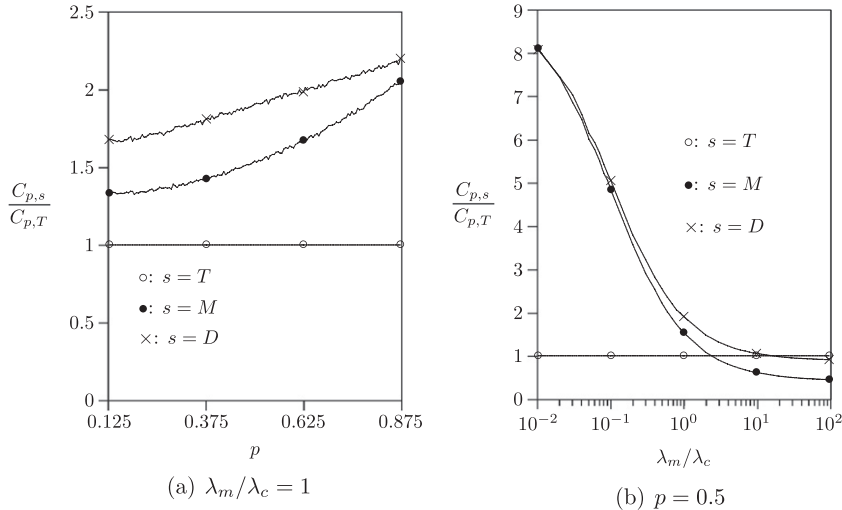 2.5
2
1.5
1
0.5
0
C_{p,s}
C_{p,T}
○: s = T
●: s = M
×: s = D
0.125 0.375 0.625 0.875
p
(a) λ_m/λ_c = 1
9
8
7
6
5
4
3
2
1
0
C_{p,s}
C_{p,T}
○: s = T
●: s = M
×: s = D
10^{-2} 10^{-1} 10^0 10^1 10^2
λ_m/λ_c
(b) p = 0.5